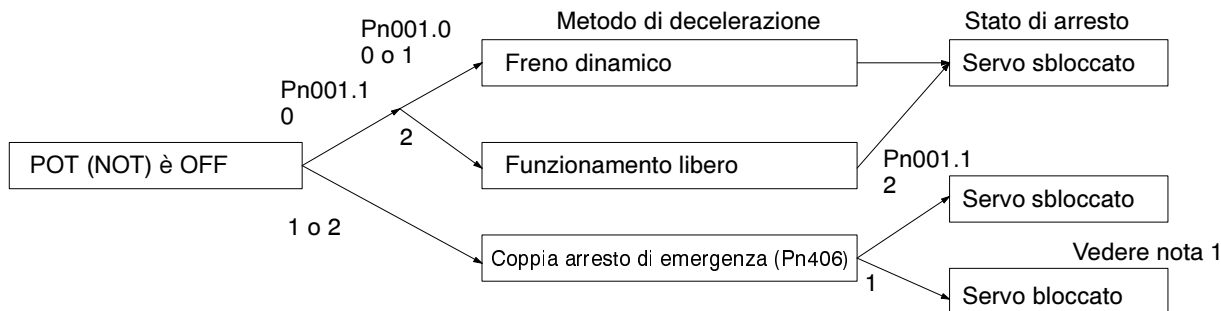 Metodo di decelerazione
Stato di arresto
Pn001.0
0 o 1
Freno dinamico
Servo sbloccato
Pn001.1
0
2
POT (NOT) è OFF
Funzionamento libero
Pn001.1
2
Servo sbloccato
1 o 2
Coppia arresto di emergenza (Pn406)
Vedere nota 1
1
Servo bloccato